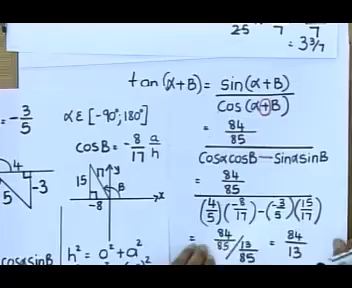 25 7
= 3 3/7
tan(α+B) = sin(α+B) / cos(α+B)
= -3/5
α ∈ [-90°; 180°]
cosB = -8/17 a/h
= 84/85 / cosαcosB - sinαsinB
4
-3
5
15
17
y
B
x
-8
= 84/85 / (4/5)(-8/17) - (-3/5)(15/17)
= 84/85 / 13/85 = 84/13
h² = o² + a²
cosαsinB